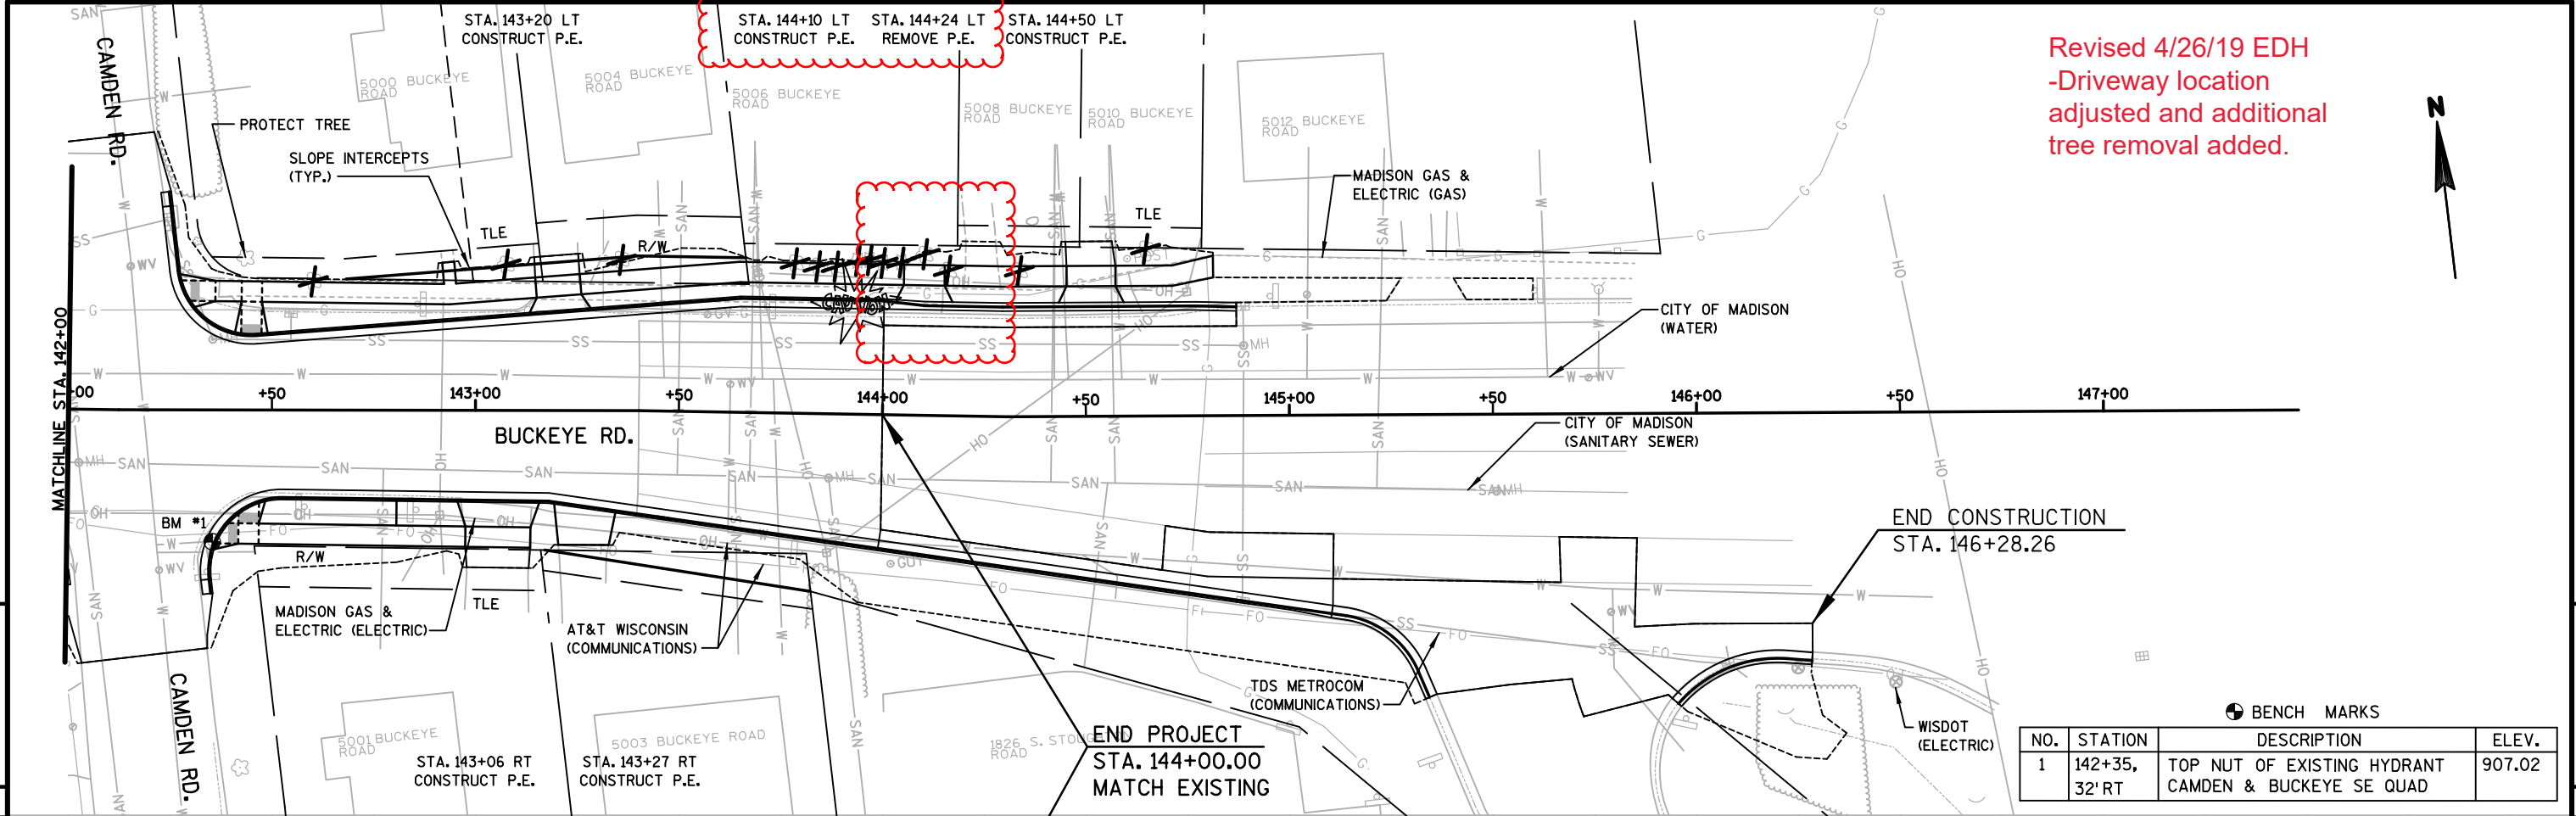 STA. 143+20 LT
CONSTRUCT P.E.
STA. 144+10 LT
CONSTRUCT P.E.
STA. 144+24 LT
REMOVE P.E.
STA. 144+50 LT
CONSTRUCT P.E.
Revised 4/26/19 EDH
-Driveway location
adjusted and additional
tree removal added.
N
SAN
CAMDEN RD.
5000 BUCKEYE
ROAD
5004 BUCKEYE
ROAD
5006 BUCKEYE
ROAD
5008 BUCKEYE
ROAD
5010 BUCKEYE
ROAD
5012 BUCKEYE
ROAD
PROTECT TREE
SLOPE INTERCEPTS
(TYP.)
MADISON GAS &
ELECTRIC (GAS)
TLE
R/W
TLE
CITY OF MADISON
(WATER)
MATCHLINE STA. 142+00
+00
+50
143+00
+50
144+00
+50
145+00
+50
146+00
+50
147+00
BUCKEYE RD.
CITY OF MADISON
(SANITARY SEWER)
BM #1
R/W
TLE
MADISON GAS &
ELECTRIC (ELECTRIC)
AT&T WISCONSIN
(COMMUNICATIONS)
END CONSTRUCTION
STA. 146+28.26
TDS METROCOM
(COMMUNICATIONS)
WISDOT
(ELECTRIC)
CAMDEN RD.
5001 BUCKEYE
ROAD
5003 BUCKEYE ROAD
STA. 143+06 RT
CONSTRUCT P.E.
STA. 143+27 RT
CONSTRUCT P.E.
1826 S.
ROAD
END PROJECT
STA. 144+00.00
MATCH EXISTING
BENCH MARKS
NO. STATION DESCRIPTION ELEV.
1 142+35, TOP NUT OF EXISTING HYDRANT 907.02
32' RT CAMDEN & BUCKEYE SE QUAD